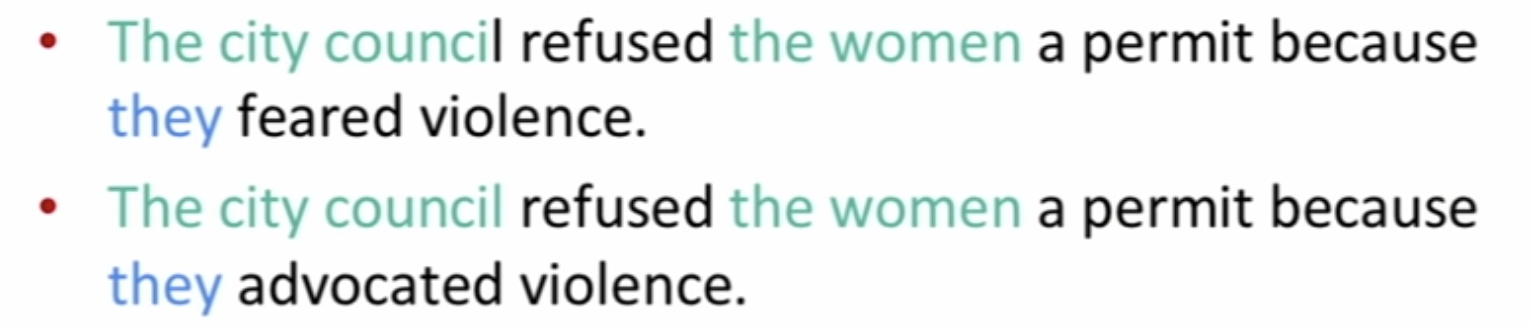 • The city council refused the women a permit because
they feared violence.
• The city council refused the women a permit because
they advocated violence.